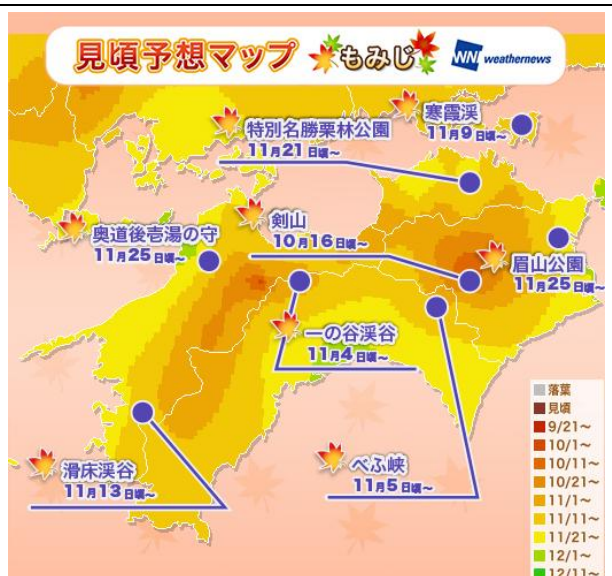 見頃予想マップ もみじ
WNI weathernews
寒霞渓
11月9日頃～
特別名勝栗林公園
11月21日頃～
剣山
10月16日頃～
奥道後壱湯の守
11月25日頃～
眉山公園
11月25日頃～
一の谷渓谷
11月4日頃～
べふ峡
11月5日頃～
滑床渓谷
11月13日頃～
落葉
見頃
9/21～
10/1～
10/11～
10/21～
11/1～
11/11～
11/21～
12/1～
12/11～